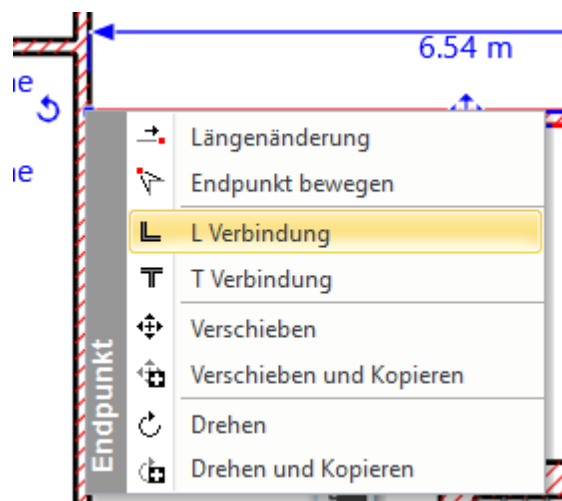 6.54 m
Längenänderung
Endpunkt bewegen
L Verbindung
T Verbindung
Verschieben
Verschieben und Kopieren
Drehen
Drehen und Kopieren
Endpunkt